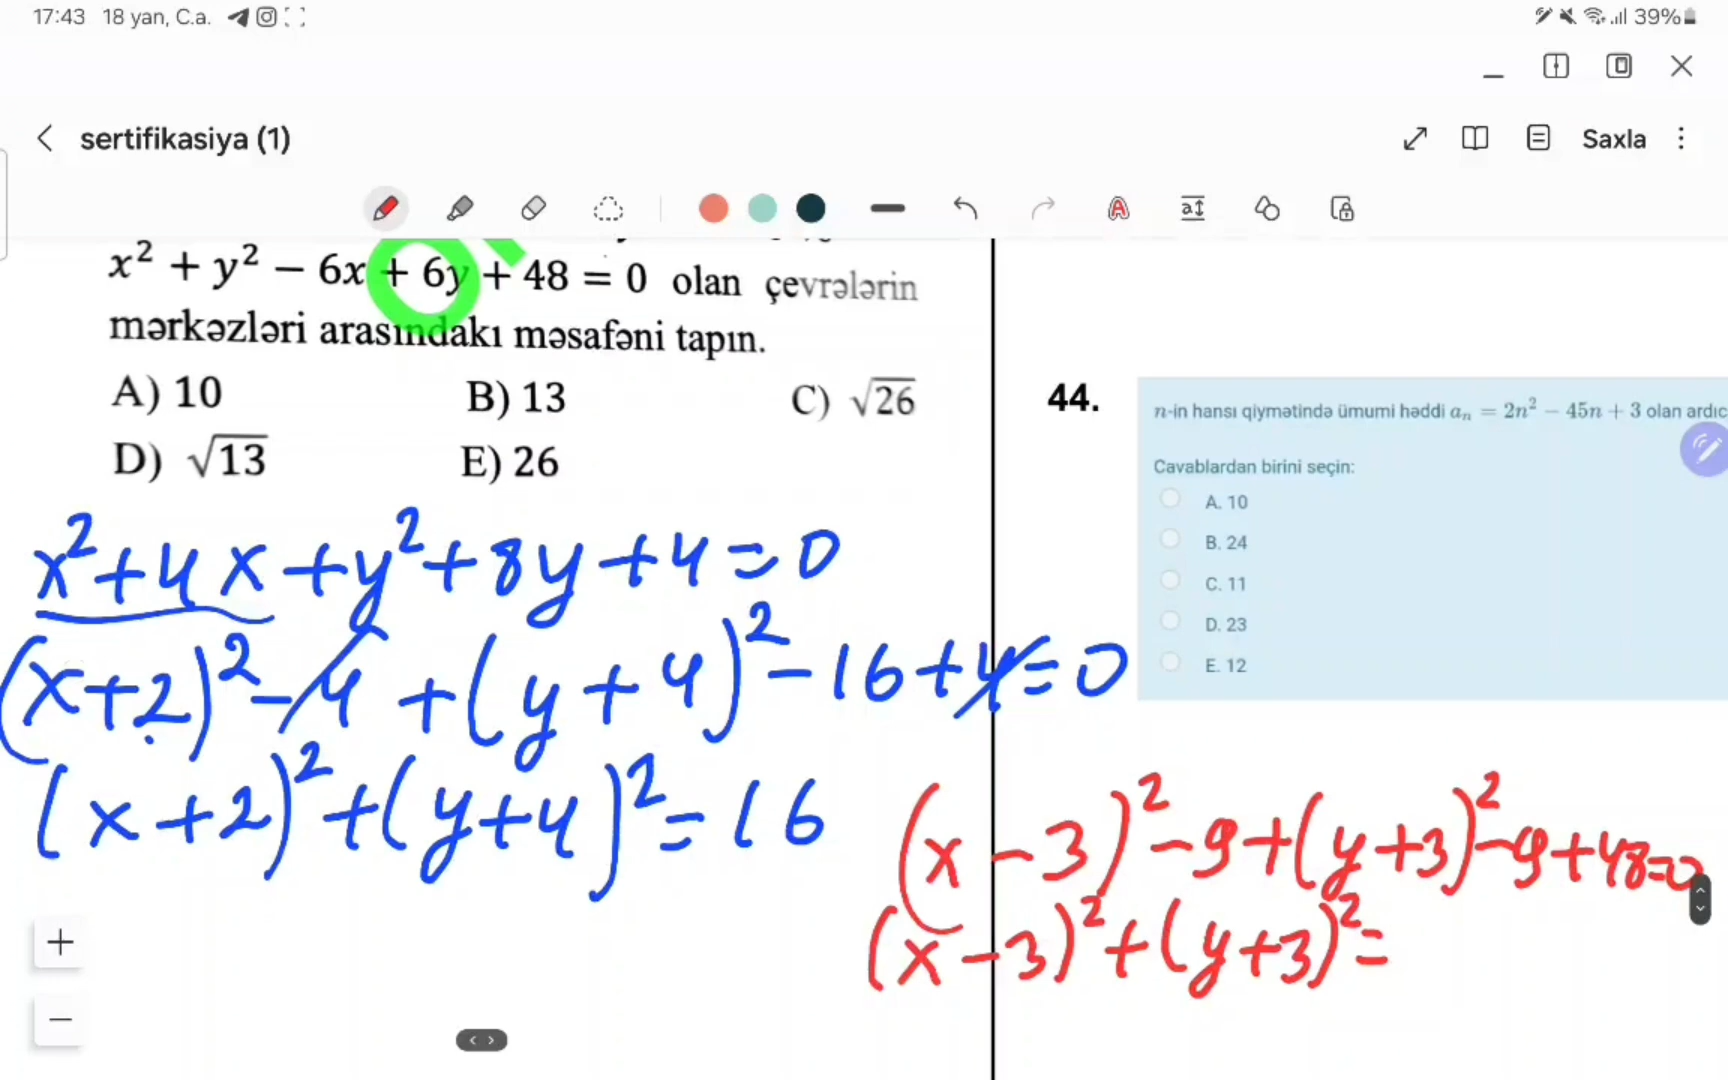 17:43 18 yan, C.a. 39%
sertifikasiya (1)
Saxla
x² + y² − 6x + 6y + 48 = 0 olan çevrələrin
mərkəzləri arasındakı məsafəni tapın.
A) 10 B) 13 C) √26
D) √13 E) 26
x²+4x+y²+8y+4=0
(x+2)²-4+(y+4)²-16+4=0
(x+2)²+(y+4)²=16
44.
n-in hansı qiymətində ümumi həddi aₙ = 2n² − 45n + 3 olan ardıc
Cavablardan birini seçin:
A. 10
B. 24
C. 11
D. 23
E. 12
(x-3)²-9+(y+3)²-9+48=0
(x-3)²+(y+3)²=